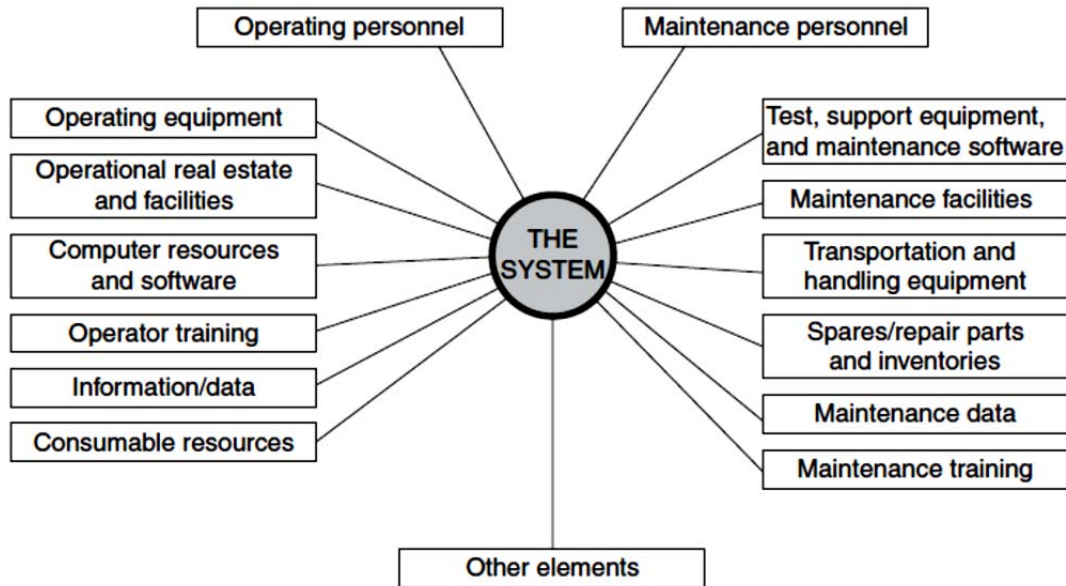 Operating personnel
Maintenance personnel
Operating equipment
Operational real estate
and facilities
Computer resources
and software
Operator training
Information/data
Consumable resources
THE
SYSTEM
Test, support equipment,
and maintenance software
Maintenance facilities
Transportation and
handling equipment
Spares/repair parts
and inventories
Maintenance data
Maintenance training
Other elements